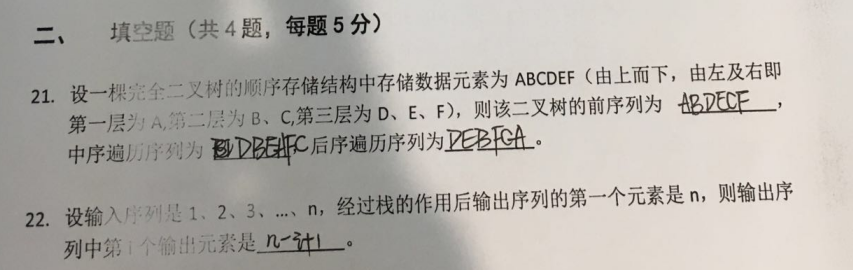 二、 填空题（共4题，每题5分）
21. 设一棵完全二叉树的顺序存储结构中存储数据元素为 ABCDEF（由上而下，由左及右即
第一层为 A,第二层为 B、C,第三层为 D、E、F），则该二叉树的前序列为 ABDECF，
中序遍历序列为 DBEAFC 后序遍历序列为 DEBFCA。
22. 设输入序列是 1、2、3、…、n，经过栈的作用后输出序列的第一个元素是 n，则输出序
列中第 i 个输出元素是 n-i+1。